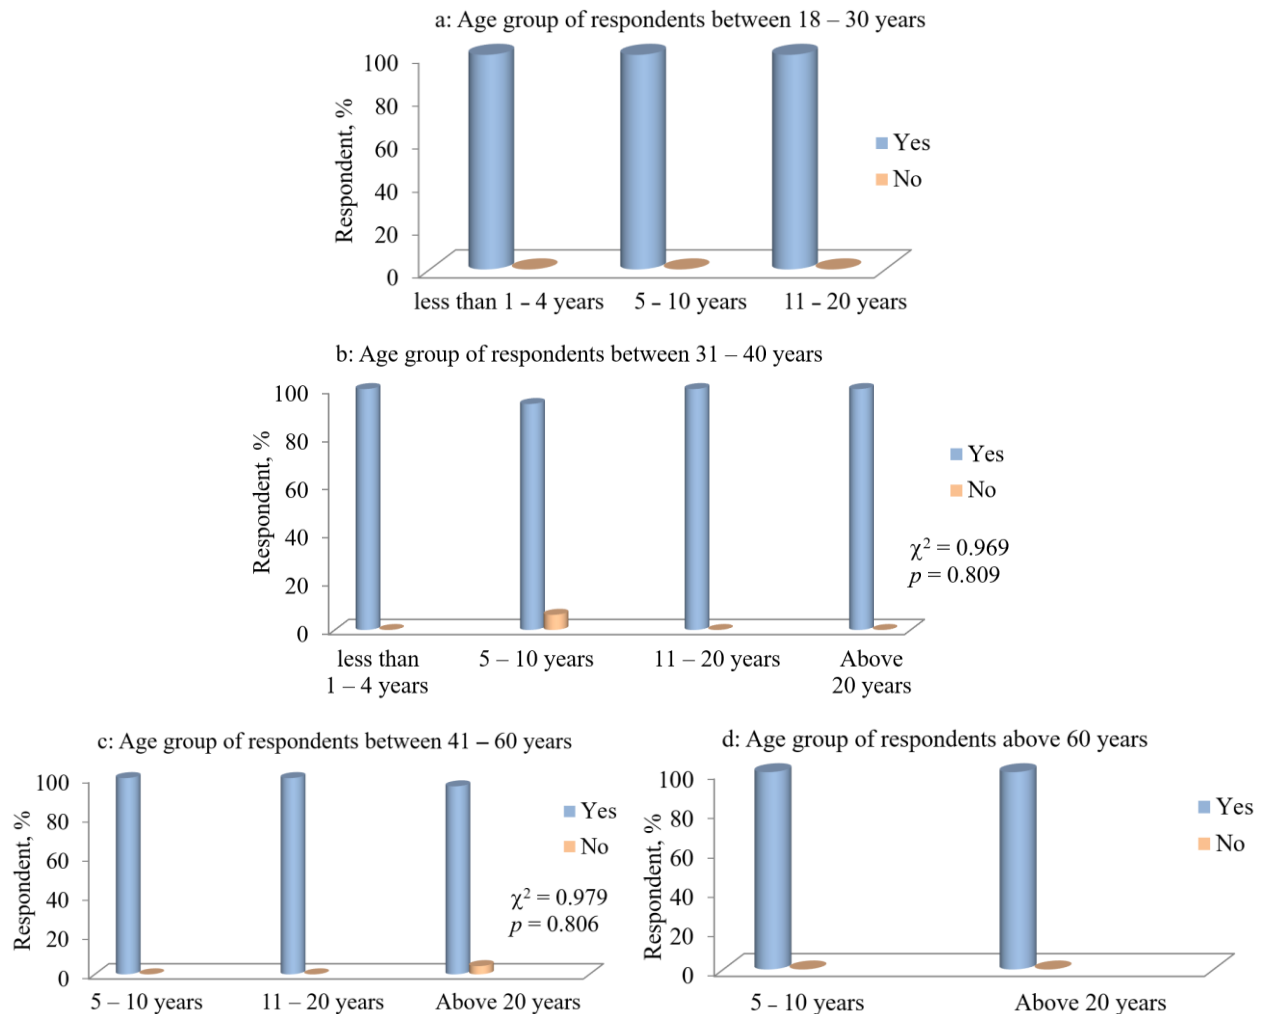 a: Age group of respondents between 18 – 30 years
Respondent, %
100
80
60
40
20
0
Yes
No
less than 1 – 4 years
5 – 10 years
11 – 20 years
b: Age group of respondents between 31 – 40 years
Respondent, %
100
80
60
40
20
0
Yes
No
χ² = 0.969
p = 0.809
less than
1 – 4 years
5 – 10 years
11 – 20 years
Above
20 years
c: Age group of respondents between 41 – 60 years
Respondent, %
100
80
60
40
20
0
Yes
No
χ² = 0.979
p = 0.806
5 – 10 years
11 – 20 years
Above 20 years
d: Age group of respondents above 60 years
Respondent, %
100
80
60
40
20
0
Yes
No
5 – 10 years
Above 20 years